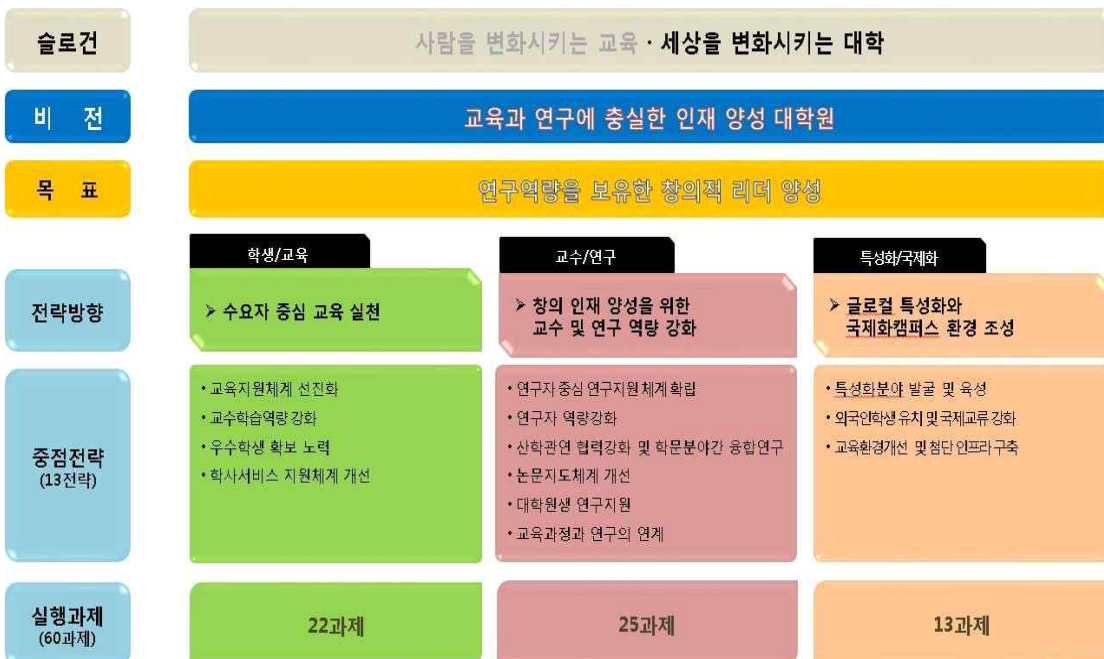 슬로건
사람을 변화시키는 교육 · 세상을 변화시키는 대학
비 전
교육과 연구에 충실한 인재 양성 대학원
목 표
연구역량을 보유한 창의적 리더 양성
학생/교육
교수/연구
특성화/국제화
전략방향
➢ 수요자 중심 교육 실천
➢ 창의 인재 양성을 위한
교수 및 연구 역량 강화
➢ 글로컬 특성화와
국제화캠퍼스 환경 조성
중점전략
(13전략)
• 교육지원체계 선진화
• 교수학습역량 강화
• 우수학생 확보 노력
• 학사서비스 지원체계 개선
• 연구자 중심 연구지원 체계 확립
• 연구자 역량강화
• 산학관연 협력강화 및 학문분야간 융합연구
• 논문지도체계 개선
• 대학원생 연구지원
• 교육과정과 연구의 연계
• 특성화분야 발굴 및 육성
• 외국인학생 유치 및 국제교류 강화
• 교육환경개선 및 첨단 인프라 구축
실행과제
(60과제)
22과제
25과제
13과제